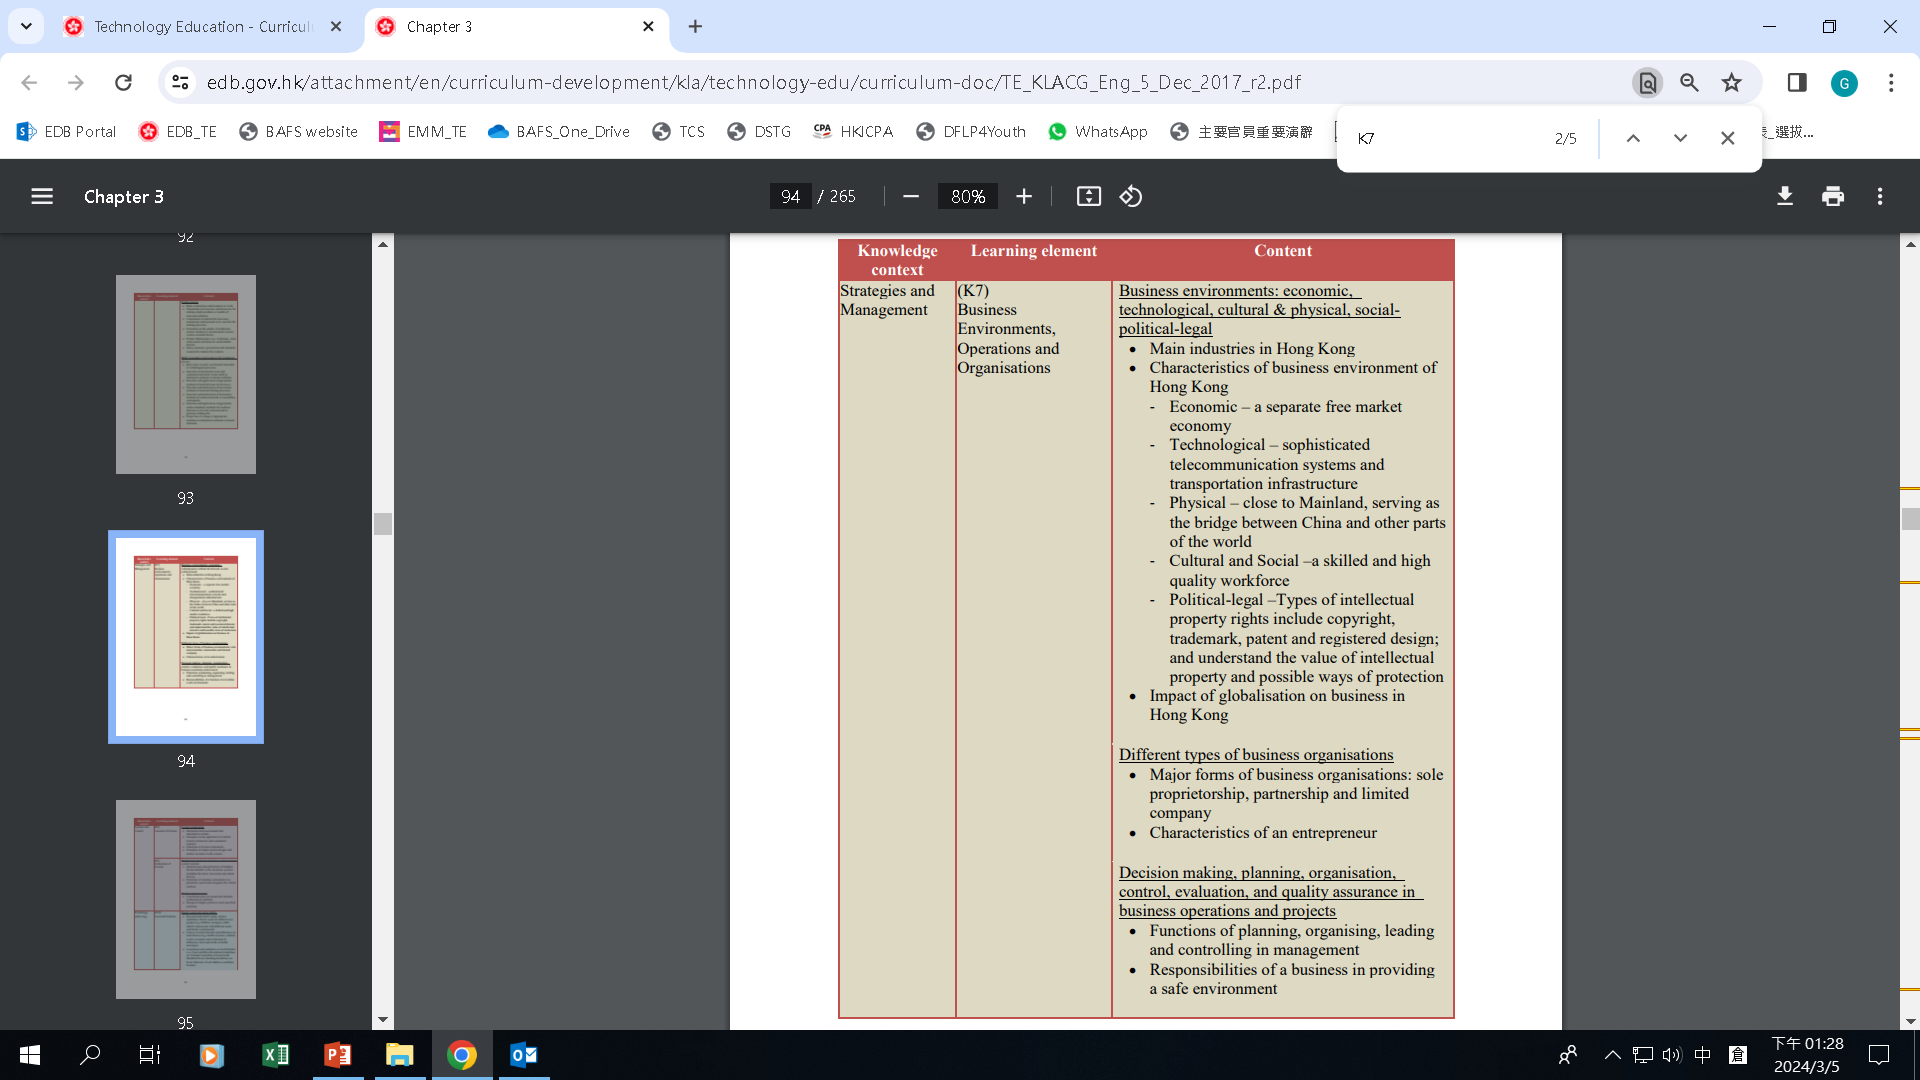 Technology Education - Curricul
Chapter 3
edb.gov.hk/attachment/en/curriculum-development/kla/technology-edu/curriculum-doc/TE_KLACG_Eng_5_Dec_2017_r2.pdf
G
EDB Portal
EDB_TE
BAFS website
EMM_TE
BAFS_One_Drive
TCS
DSTG
CPA
HKICPA
DFLP4Youth
WhatsApp
主要官員重要演辭
_選拔...
K7
2/5
Chapter 3
94 / 265
80%
92
93
94
95
Knowledge
context
Learning element
Content
Strategies and
Management
(K7)
Business
Environments,
Operations and
Organisations
Business environments: economic,
technological, cultural & physical, social-
political-legal
• Main industries in Hong Kong
• Characteristics of business environment of
Hong Kong
- Economic – a separate free market
economy
- Technological – sophisticated
telecommunication systems and
transportation infrastructure
- Physical – close to Mainland, serving as
the bridge between China and other parts
of the world
- Cultural and Social –a skilled and high
quality workforce
- Political-legal –Types of intellectual
property rights include copyright,
trademark, patent and registered design;
and understand the value of intellectual
property and possible ways of protection
• Impact of globalisation on business in
Hong Kong
Different types of business organisations
• Major forms of business organisations: sole
proprietorship, partnership and limited
company
• Characteristics of an entrepreneur
Decision making, planning, organisation,
control, evaluation, and quality assurance in
business operations and projects
• Functions of planning, organising, leading
and controlling in management
• Responsibilities of a business in providing
a safe environment
中
倉
下午 01:28
2024/3/5